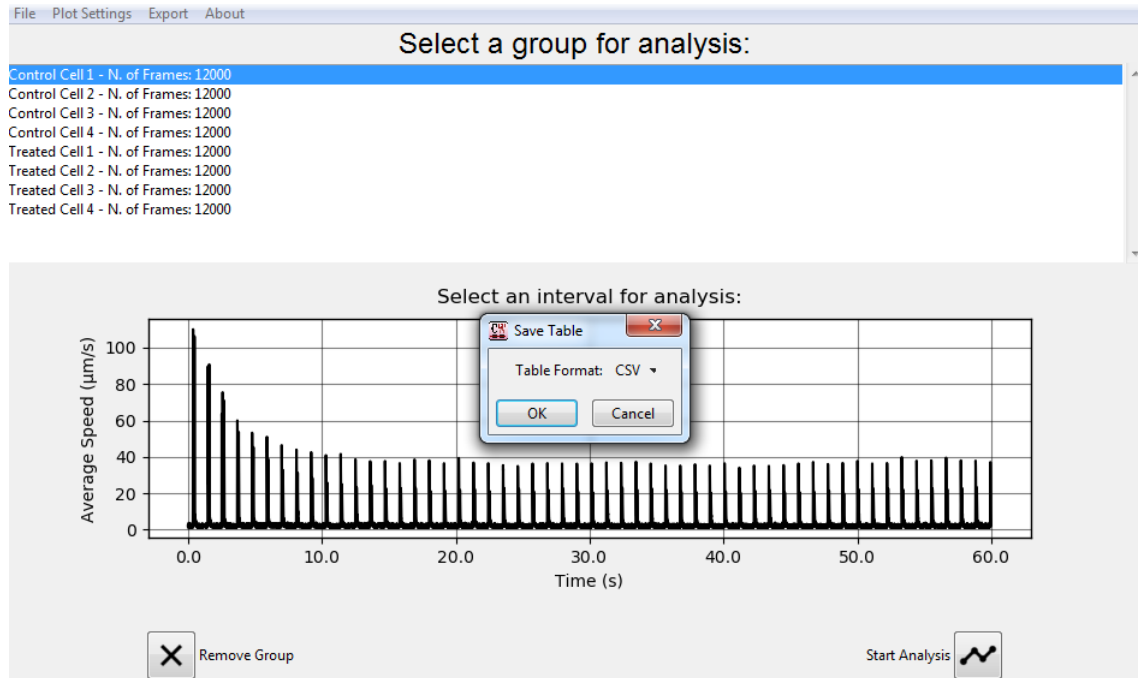 File Plot Settings Export About
Select a group for analysis:
Control Cell 1 - N. of Frames: 12000
Control Cell 2 - N. of Frames: 12000
Control Cell 3 - N. of Frames: 12000
Control Cell 4 - N. of Frames: 12000
Treated Cell 1 - N. of Frames: 12000
Treated Cell 2 - N. of Frames: 12000
Treated Cell 3 - N. of Frames: 12000
Treated Cell 4 - N. of Frames: 12000
Select an interval for analysis:
Save Table
Table Format: CSV
OK Cancel
Average Speed (µm/s)
100
80
60
40
20
0
0.0 10.0 20.0 30.0 40.0 50.0 60.0
Time (s)
Remove Group
Start Analysis